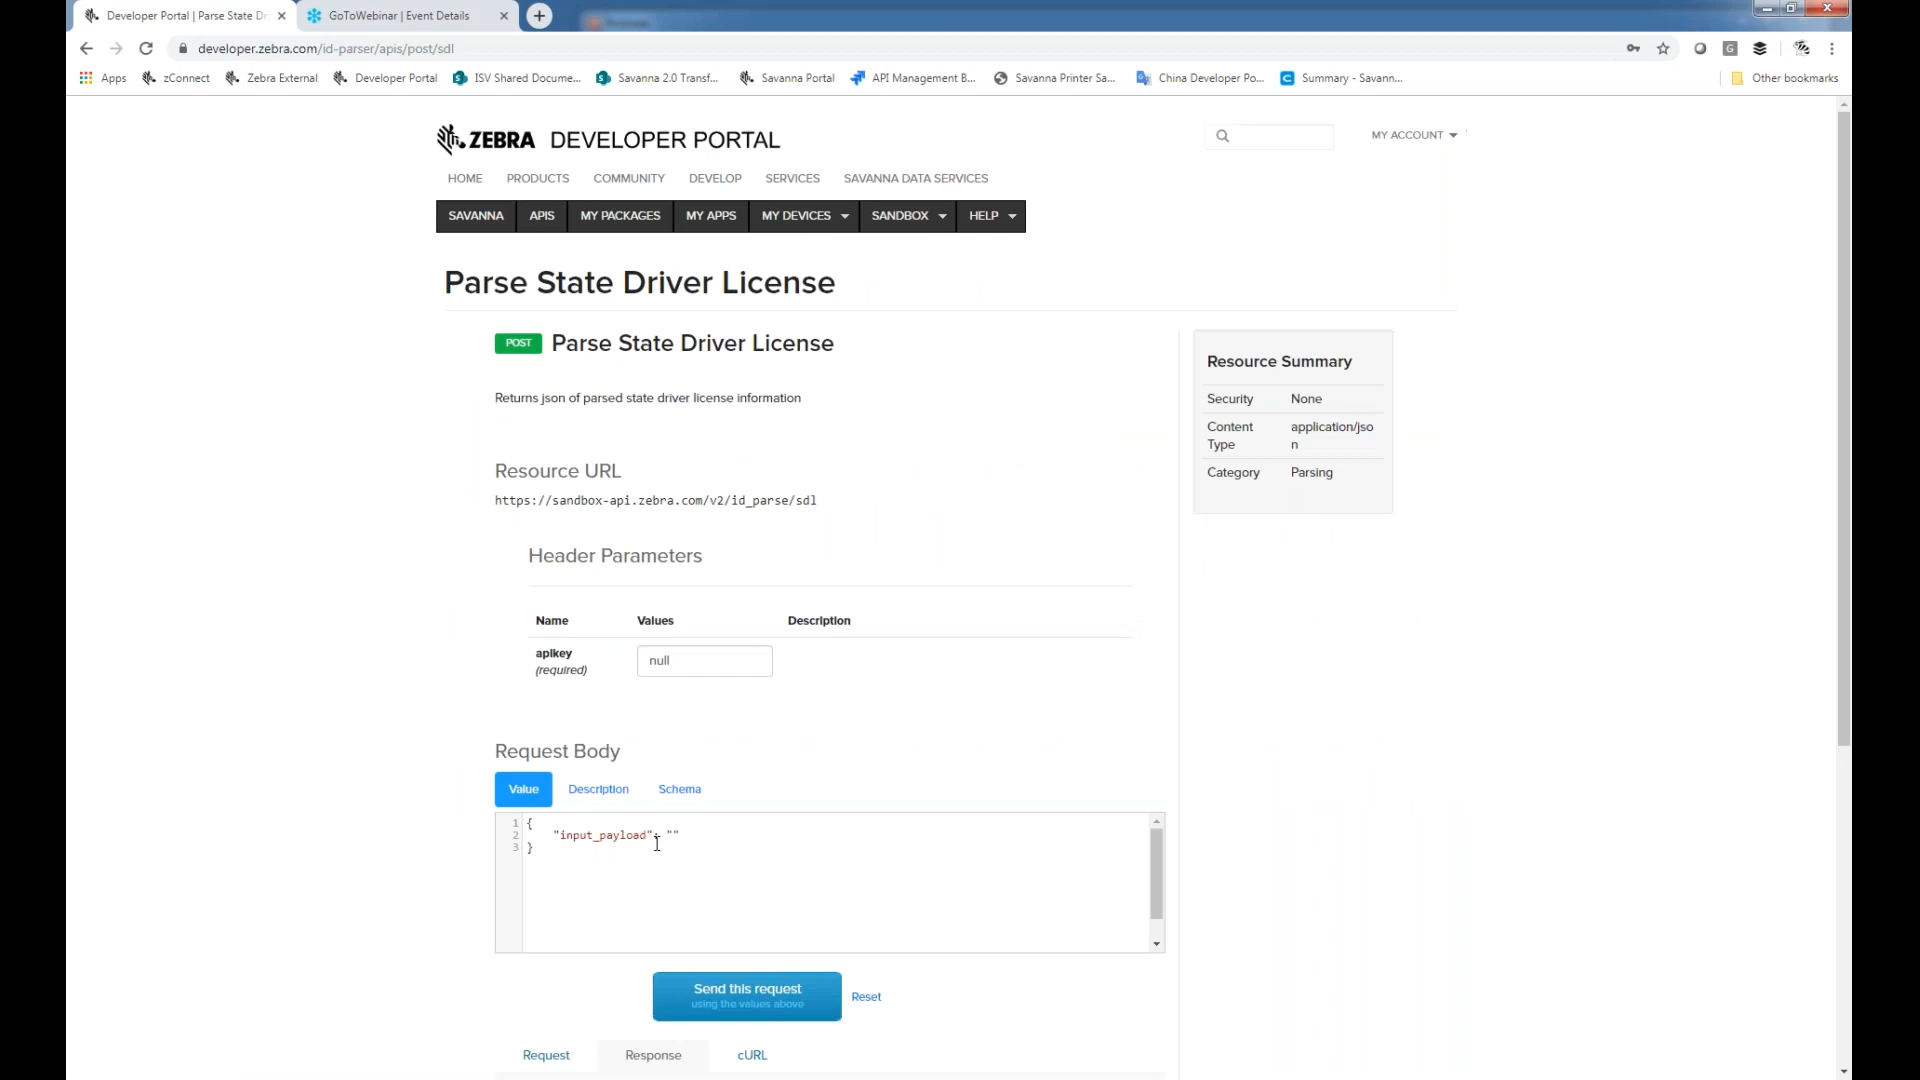 Developer Portal | Parse State Dr
GoToWebinar | Event Details
developer.zebra.com/id-parser/apis/post/sdl
Apps
zConnect
Zebra External
Developer Portal
ISV Shared Docume...
Savanna 2.0 Transf...
Savanna Portal
API Management B...
Savanna Printer Sa...
China Developer Po...
Summary - Savann...
Other bookmarks
ZEBRA DEVELOPER PORTAL
MY ACCOUNT
HOME PRODUCTS COMMUNITY DEVELOP SERVICES SAVANNA DATA SERVICES
SAVANNA APIS MY PACKAGES MY APPS MY DEVICES SANDBOX HELP
Parse State Driver License
POST Parse State Driver License
Returns json of parsed state driver license information
Resource URL
https://sandbox-api.zebra.com/v2/id_parse/sdl
Header Parameters
Name Values Description
apikey null
(required)
Request Body
Value Description Schema
1 {
2 "input_payload": ""
3 }
Send this request
using the values above
Reset
Request Response cURL
Resource Summary
Security None
Content application/jso
Type n
Category Parsing